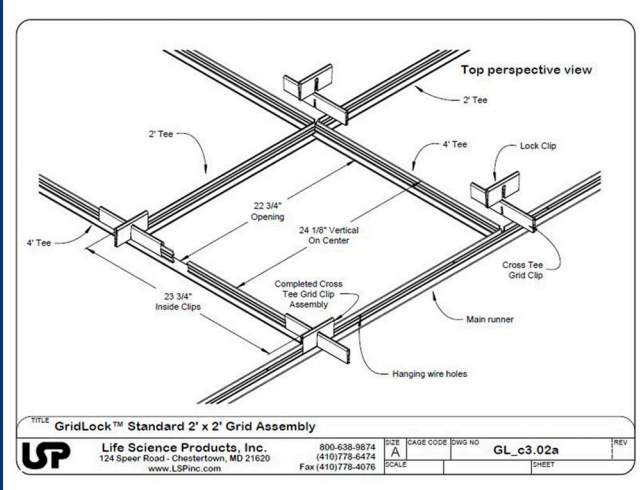 Top perspective view
2' Tee
2' Tee
4' Tee
Lock Clip
22 3/4"
Opening
24 1/8" Vertical
On Center
4' Tee
Cross Tee
Grid Clip
23 3/4"
Inside Clips
Completed Cross
Tee Grid Clip
Assembly
Main runner
Hanging wire holes
TITLE GridLock™ Standard 2' x 2' Grid Assembly
LSP
Life Science Products, Inc.
124 Speer Road - Chestertown, MD 21620
www.LSPinc.com
800-638-9874
(410)778-6474
Fax (410)778-4076
SIZE
A
CAGE CODE
DWG NO
GL_c3.02a
REV
SCALE
SHEET